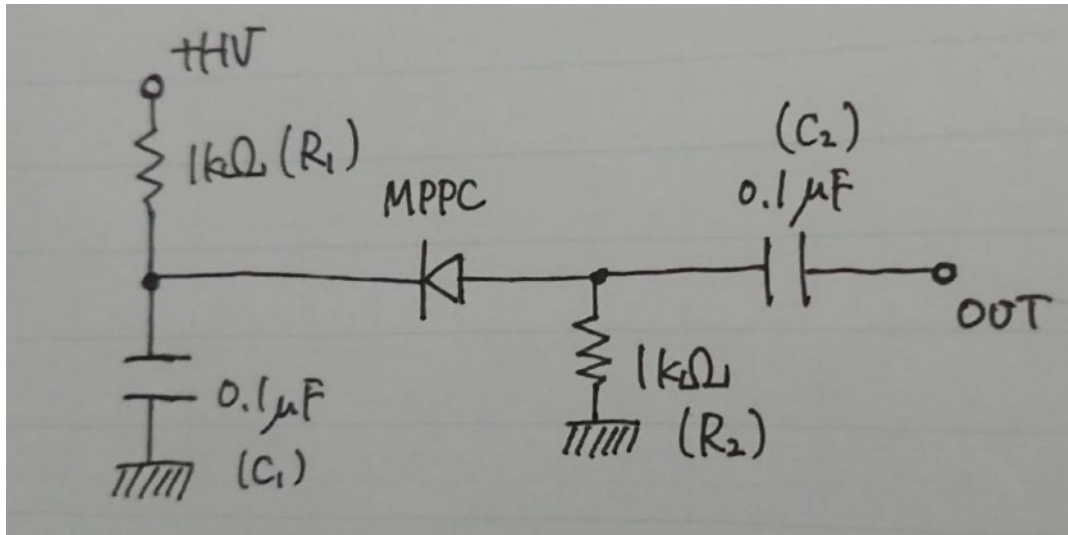 +HV
1kΩ (R₁)
MPPC
(C₂)
0.1μF
OUT
1kΩ
(R₂)
0.1μF
(C₁)